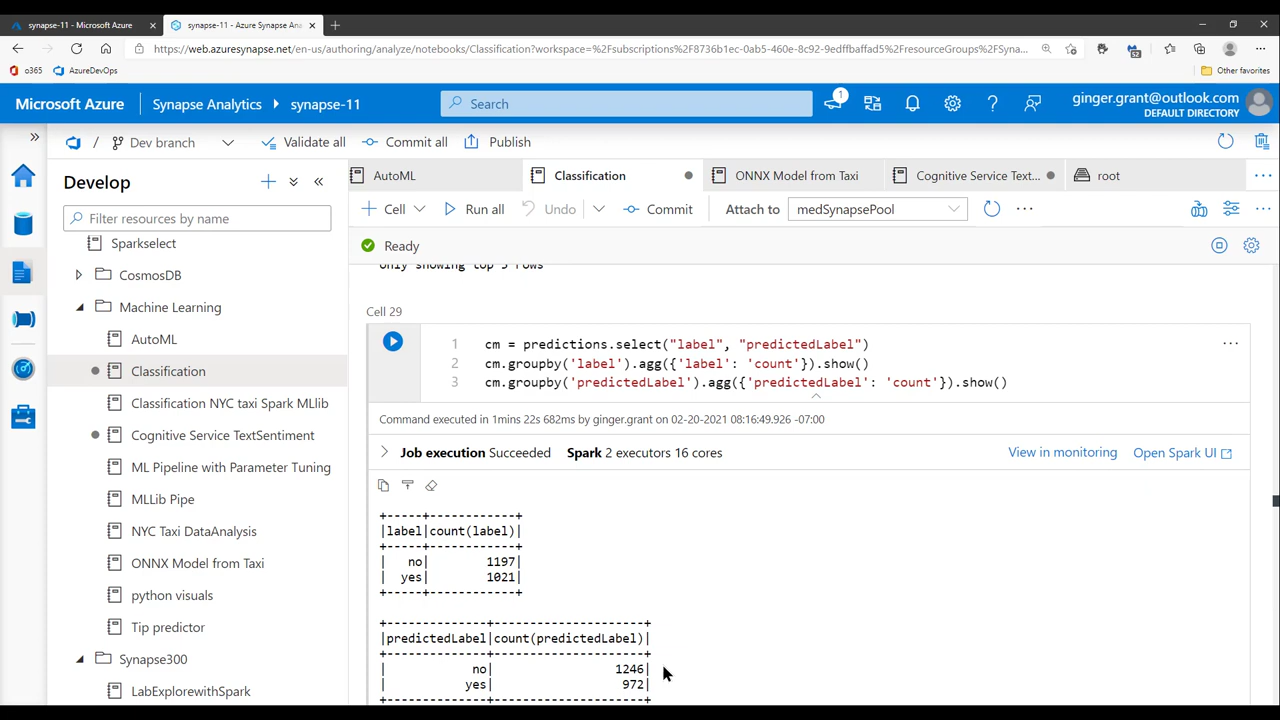 synapse-11 - Microsoft Azure
synapse-11 - Azure Synapse Ana
https://web.azuresynapse.net/en-us/authoring/analyze/notebooks/Classification?workspace=%2Fsubscriptions%2F8736b1ec-0ab5-460e-8c92-9edffbaffad5%2FresourceGroups%2FSyna...
o365
AzureDevOps
Other favorites
Microsoft Azure
Synapse Analytics
synapse-11
Search
1
ginger.grant@outlook.com
DEFAULT DIRECTORY
/ Dev branch
Validate all
Commit all
Publish
Develop
Filter resources by name
Sparkselect
CosmosDB
Machine Learning
AutoML
Classification
Classification NYC taxi Spark MLlib
Cognitive Service TextSentiment
ML Pipeline with Parameter Tuning
MLLib Pipe
NYC Taxi DataAnalysis
ONNX Model from Taxi
python visuals
Tip predictor
Synapse300
LabExplorewithSpark
AutoML
Classification
ONNX Model from Taxi
Cognitive Service Text...
root
Cell
Run all
Undo
Commit
Attach to
medSynapsePool
Ready
only showing top 5 rows
Cell 29
1 cm = predictions.select("label", "predictedLabel")
2 cm.groupby('label').agg({'label': 'count'}).show()
3 cm.groupby('predictedLabel').agg({'predictedLabel': 'count'}).show()
Command executed in 1mins 22s 682ms by ginger.grant on 02-20-2021 08:16:49.926 -07:00
Job execution Succeeded Spark 2 executors 16 cores
View in monitoring
Open Spark UI
+-----+------------+
|label|count(label)|
+-----+------------+
| no| 1197|
| yes| 1021|
+-----+------------+
+--------------+---------------------+
|predictedLabel|count(predictedLabel)|
+--------------+---------------------+
| no| 1246|
| yes| 972|
+--------------+---------------------+